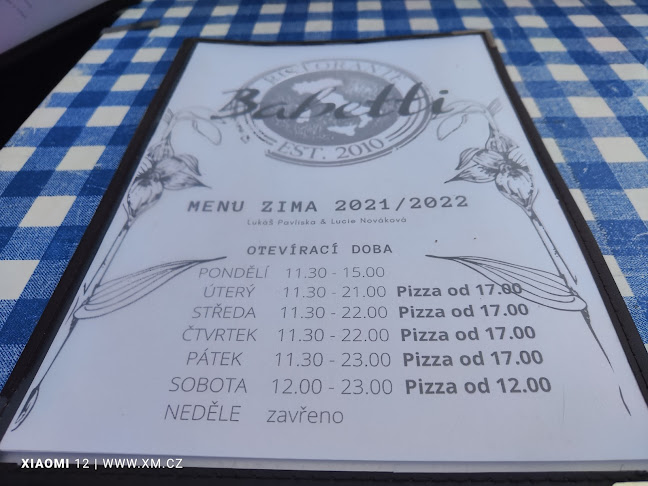 RISTORANTE
Babetti
EST. 2010
MENU ZIMA 2021/2022
Lukáš Pavliska & Lucie Nováková
OTEVÍRACÍ DOBA
PONDĚLÍ 11.30 - 15.00
ÚTERÝ 11.30 - 21.00 Pizza od 17.00
STŘEDA 11.30 - 22.00 Pizza od 17.00
ČTVRTEK 11.30 - 22.00 Pizza od 17.00
PÁTEK 11.30 - 23.00 Pizza od 17.00
SOBOTA 12.00 - 23.00 Pizza od 12.00
NEDĚLE zavřeno
XIAOMI 12 | WWW.XM.CZ